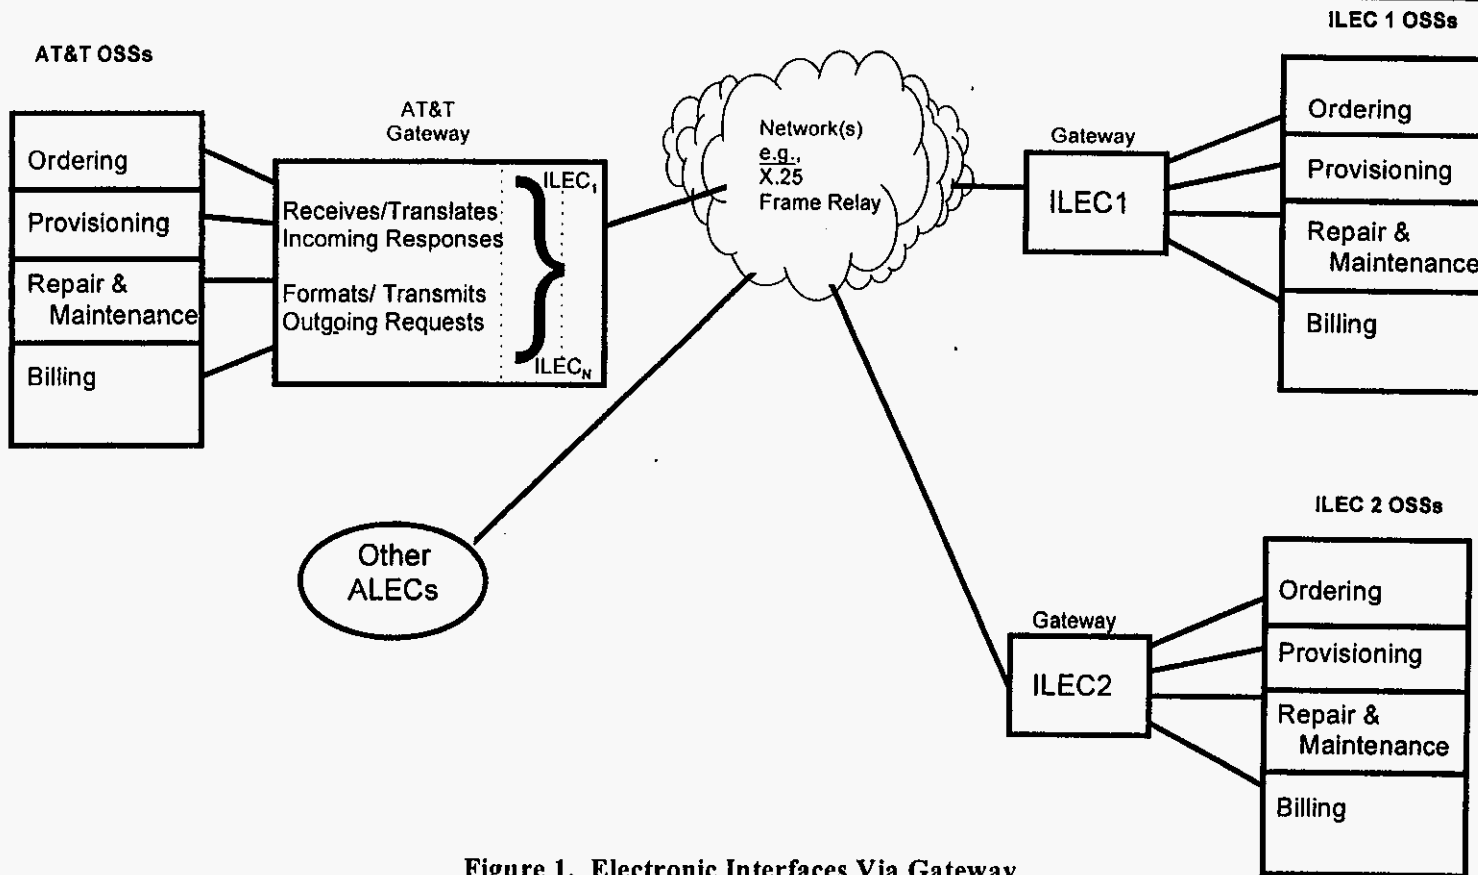 AT&T OSSs
Ordering
Provisioning
Repair &
Maintenance
Billing
AT&T
Gateway
Receives/Translates
Incoming Responses
Formats/ Transmits
Outgoing Requests
ILEC₁
ILEC_N
Network(s)
e.g.,
X.25
Frame Relay
Other
ALECs
Gateway
ILEC1
ILEC 1 OSSs
Ordering
Provisioning
Repair &
Maintenance
Billing
Gateway
ILEC2
ILEC 2 OSSs
Ordering
Provisioning
Repair &
Maintenance
Billing
Figure 1. Electronic Interfaces Via Gateway